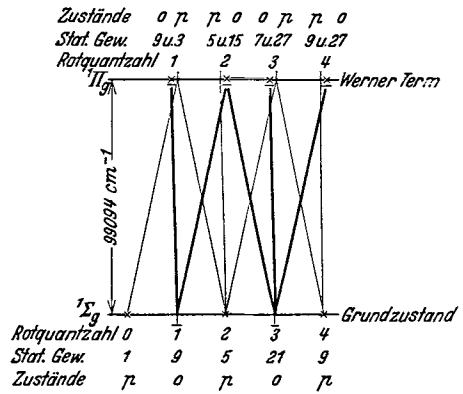 Zustände o p p o o p p o
Stat. Gew. 9 u. 3 5 u. 15 7 u. 27 9 u. 27
Rotquantzahl 1 2 3 4
¹Πg Werner Term
99094 cm⁻¹
¹Σg Grundzustand
Rotquantzahl 0 1 2 3 4
Stat. Gew. 1 9 5 21 9
Zustände p o p o p